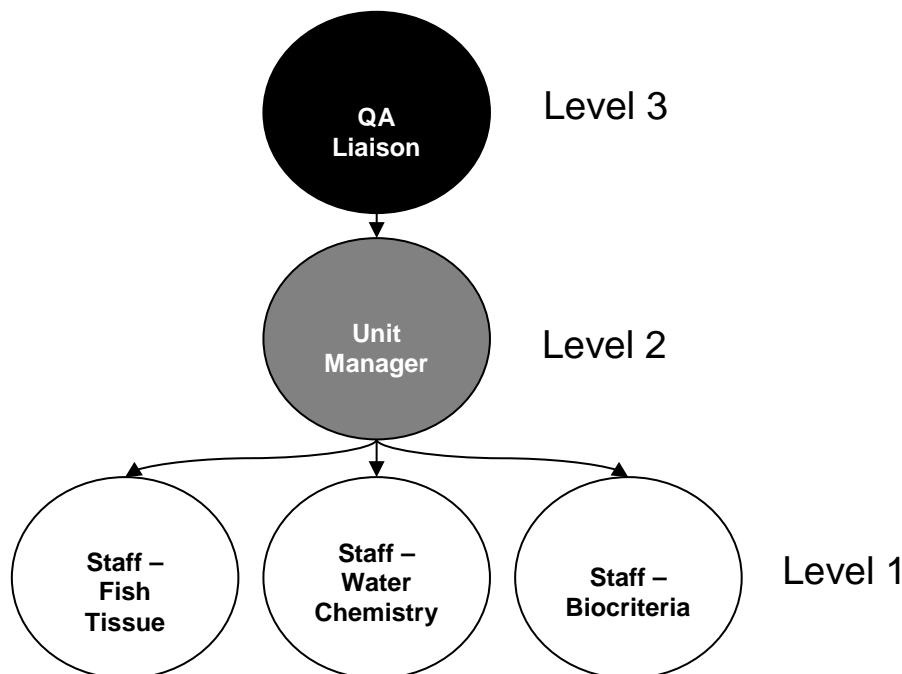 QA
Liaison
Level 3
Unit
Manager
Level 2
Staff –
Fish
Tissue
Staff –
Water
Chemistry
Staff –
Biocriteria
Level 1